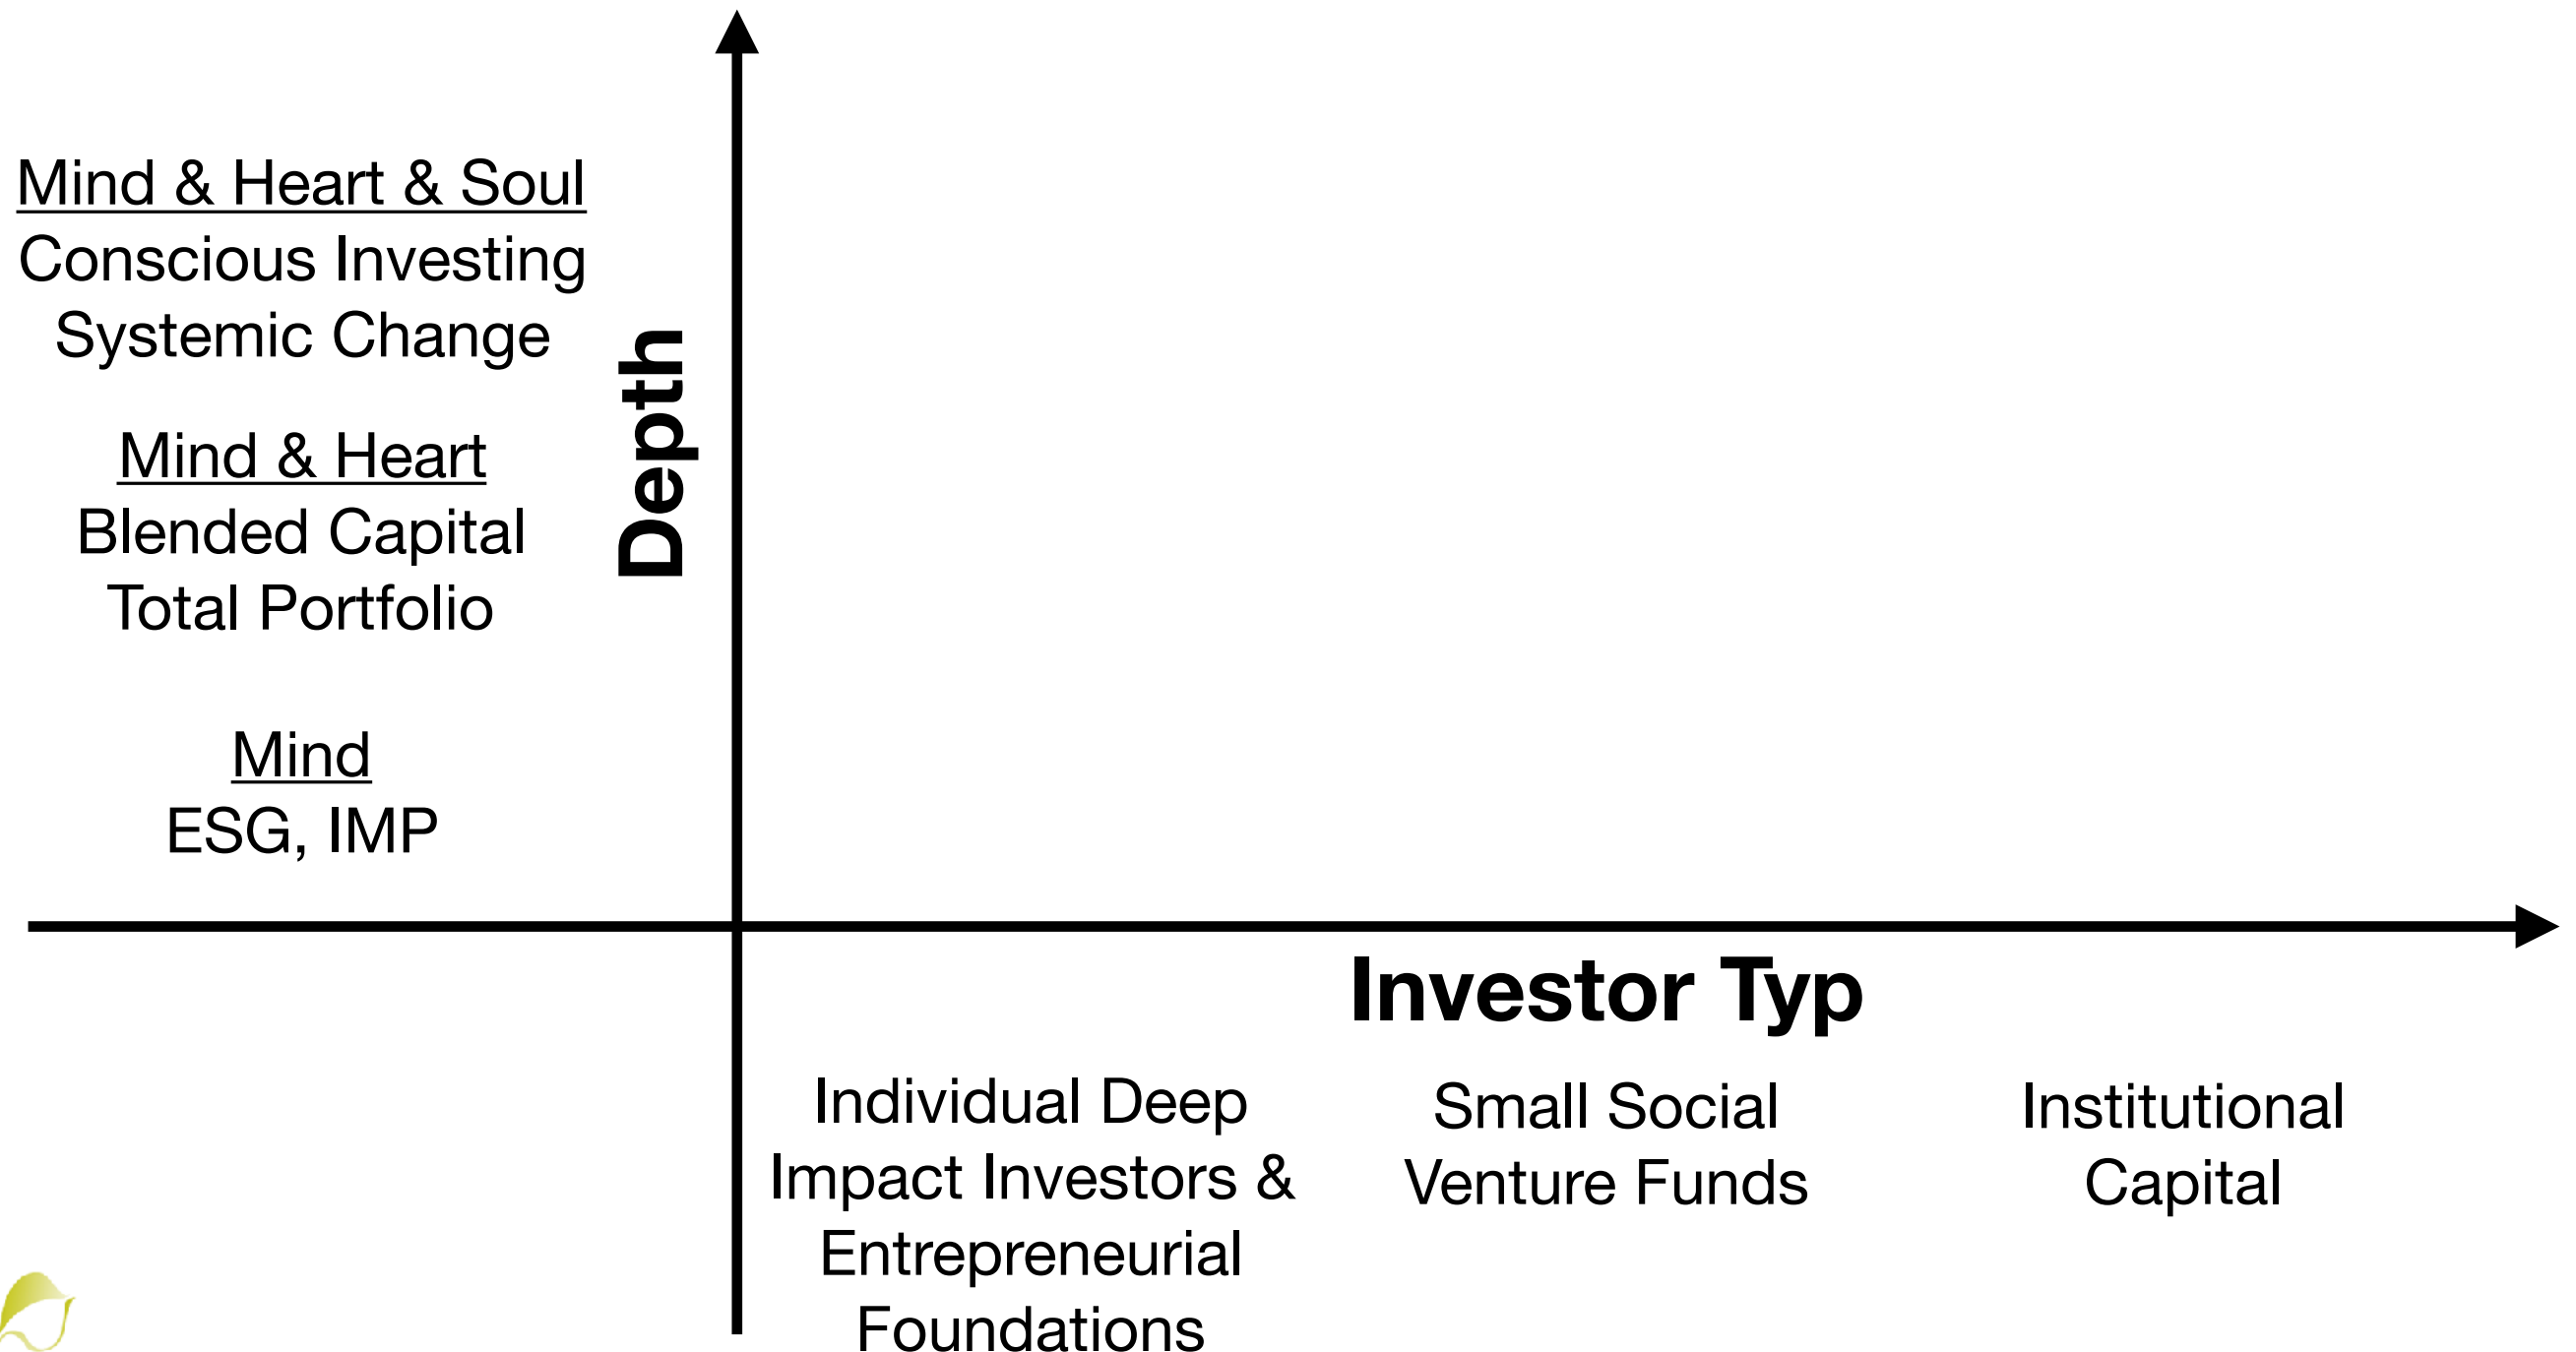 Mind & Heart & Soul
Conscious Investing
Systemic Change
Mind & Heart
Blended Capital
Total Portfolio
Mind
ESG, IMP
Depth
Investor Typ
Individual Deep
Impact Investors &
Entrepreneurial
Foundations
Small Social
Venture Funds
Institutional
Capital